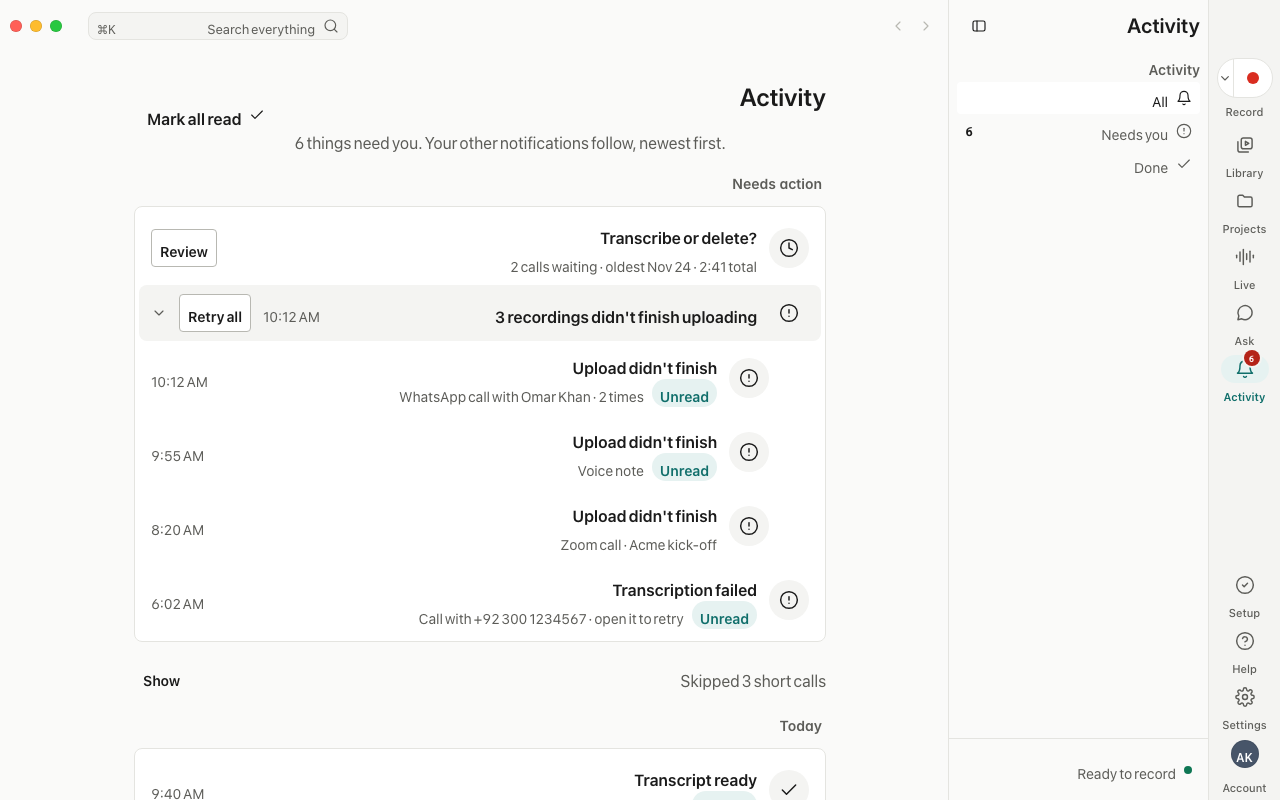 ⌘K Search everything
Activity
Activity
All
Needs you 6
Done
Ready to record
Record
Library
Projects
Live
Ask
6
Activity
Setup
Help
Settings
AK
Account
Activity
Mark all read
6 things need you. Your other notifications follow, newest first.
Needs action
Transcribe or delete?
2 calls waiting · oldest Nov 24 · 2:41 total
Review
3 recordings didn't finish uploading
10:12 AM
Retry all
Upload didn't finish
WhatsApp call with Omar Khan · 2 times Unread
10:12 AM
Upload didn't finish
Voice note Unread
9:55 AM
Upload didn't finish
Zoom call · Acme kick-off
8:20 AM
Transcription failed
Call with +92 300 1234567 · open it to retry Unread
6:02 AM
Skipped 3 short calls
Show
Today
Transcript ready
9:40 AM